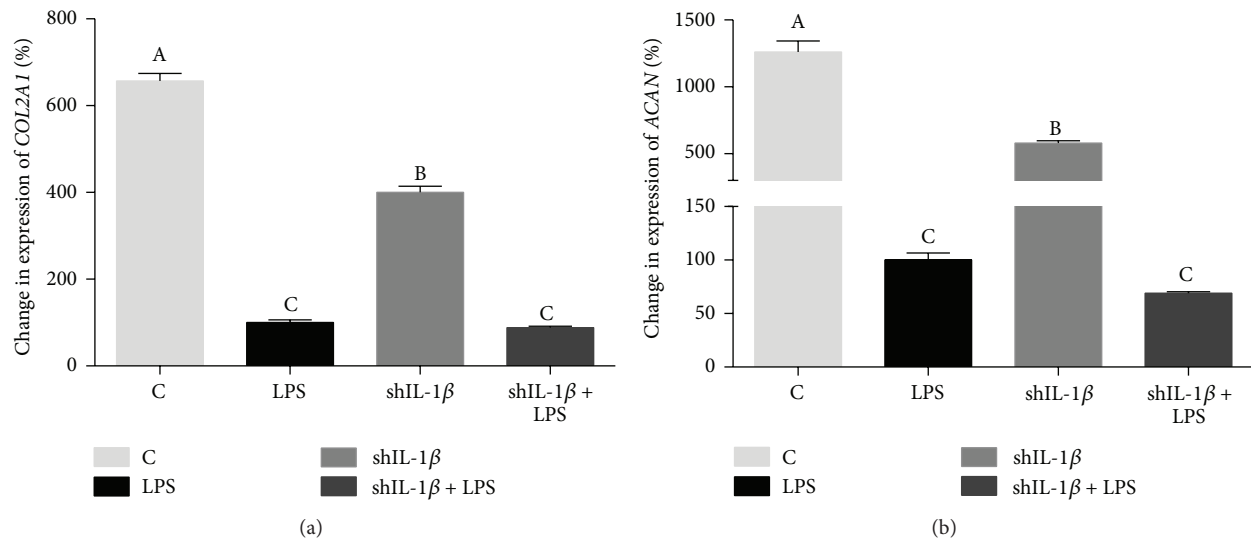 Change in expression of COL2A1 (%)
800
600
400
200
0
A
C
B
C
C
LPS
shIL-1β
shIL-1β +
LPS
C
shIL-1β
LPS
shIL-1β + LPS
(a)
Change in expression of ACAN (%)
1500
1000
500
150
100
50
0
A
C
B
C
C
LPS
shIL-1β
shIL-1β +
LPS
C
shIL-1β
LPS
shIL-1β + LPS
(b)